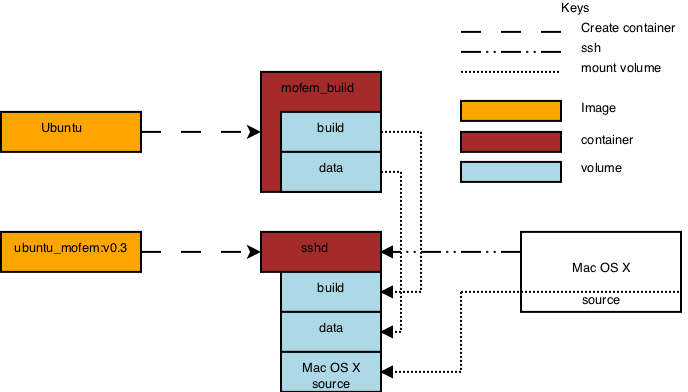 Keys
Create container
ssh
mount volume
Image
container
volume
mofem_build
build
data
Ubuntu
ubuntu_mofem:v0.3
sshd
build
data
Mac OS X
source
Mac OS X
source